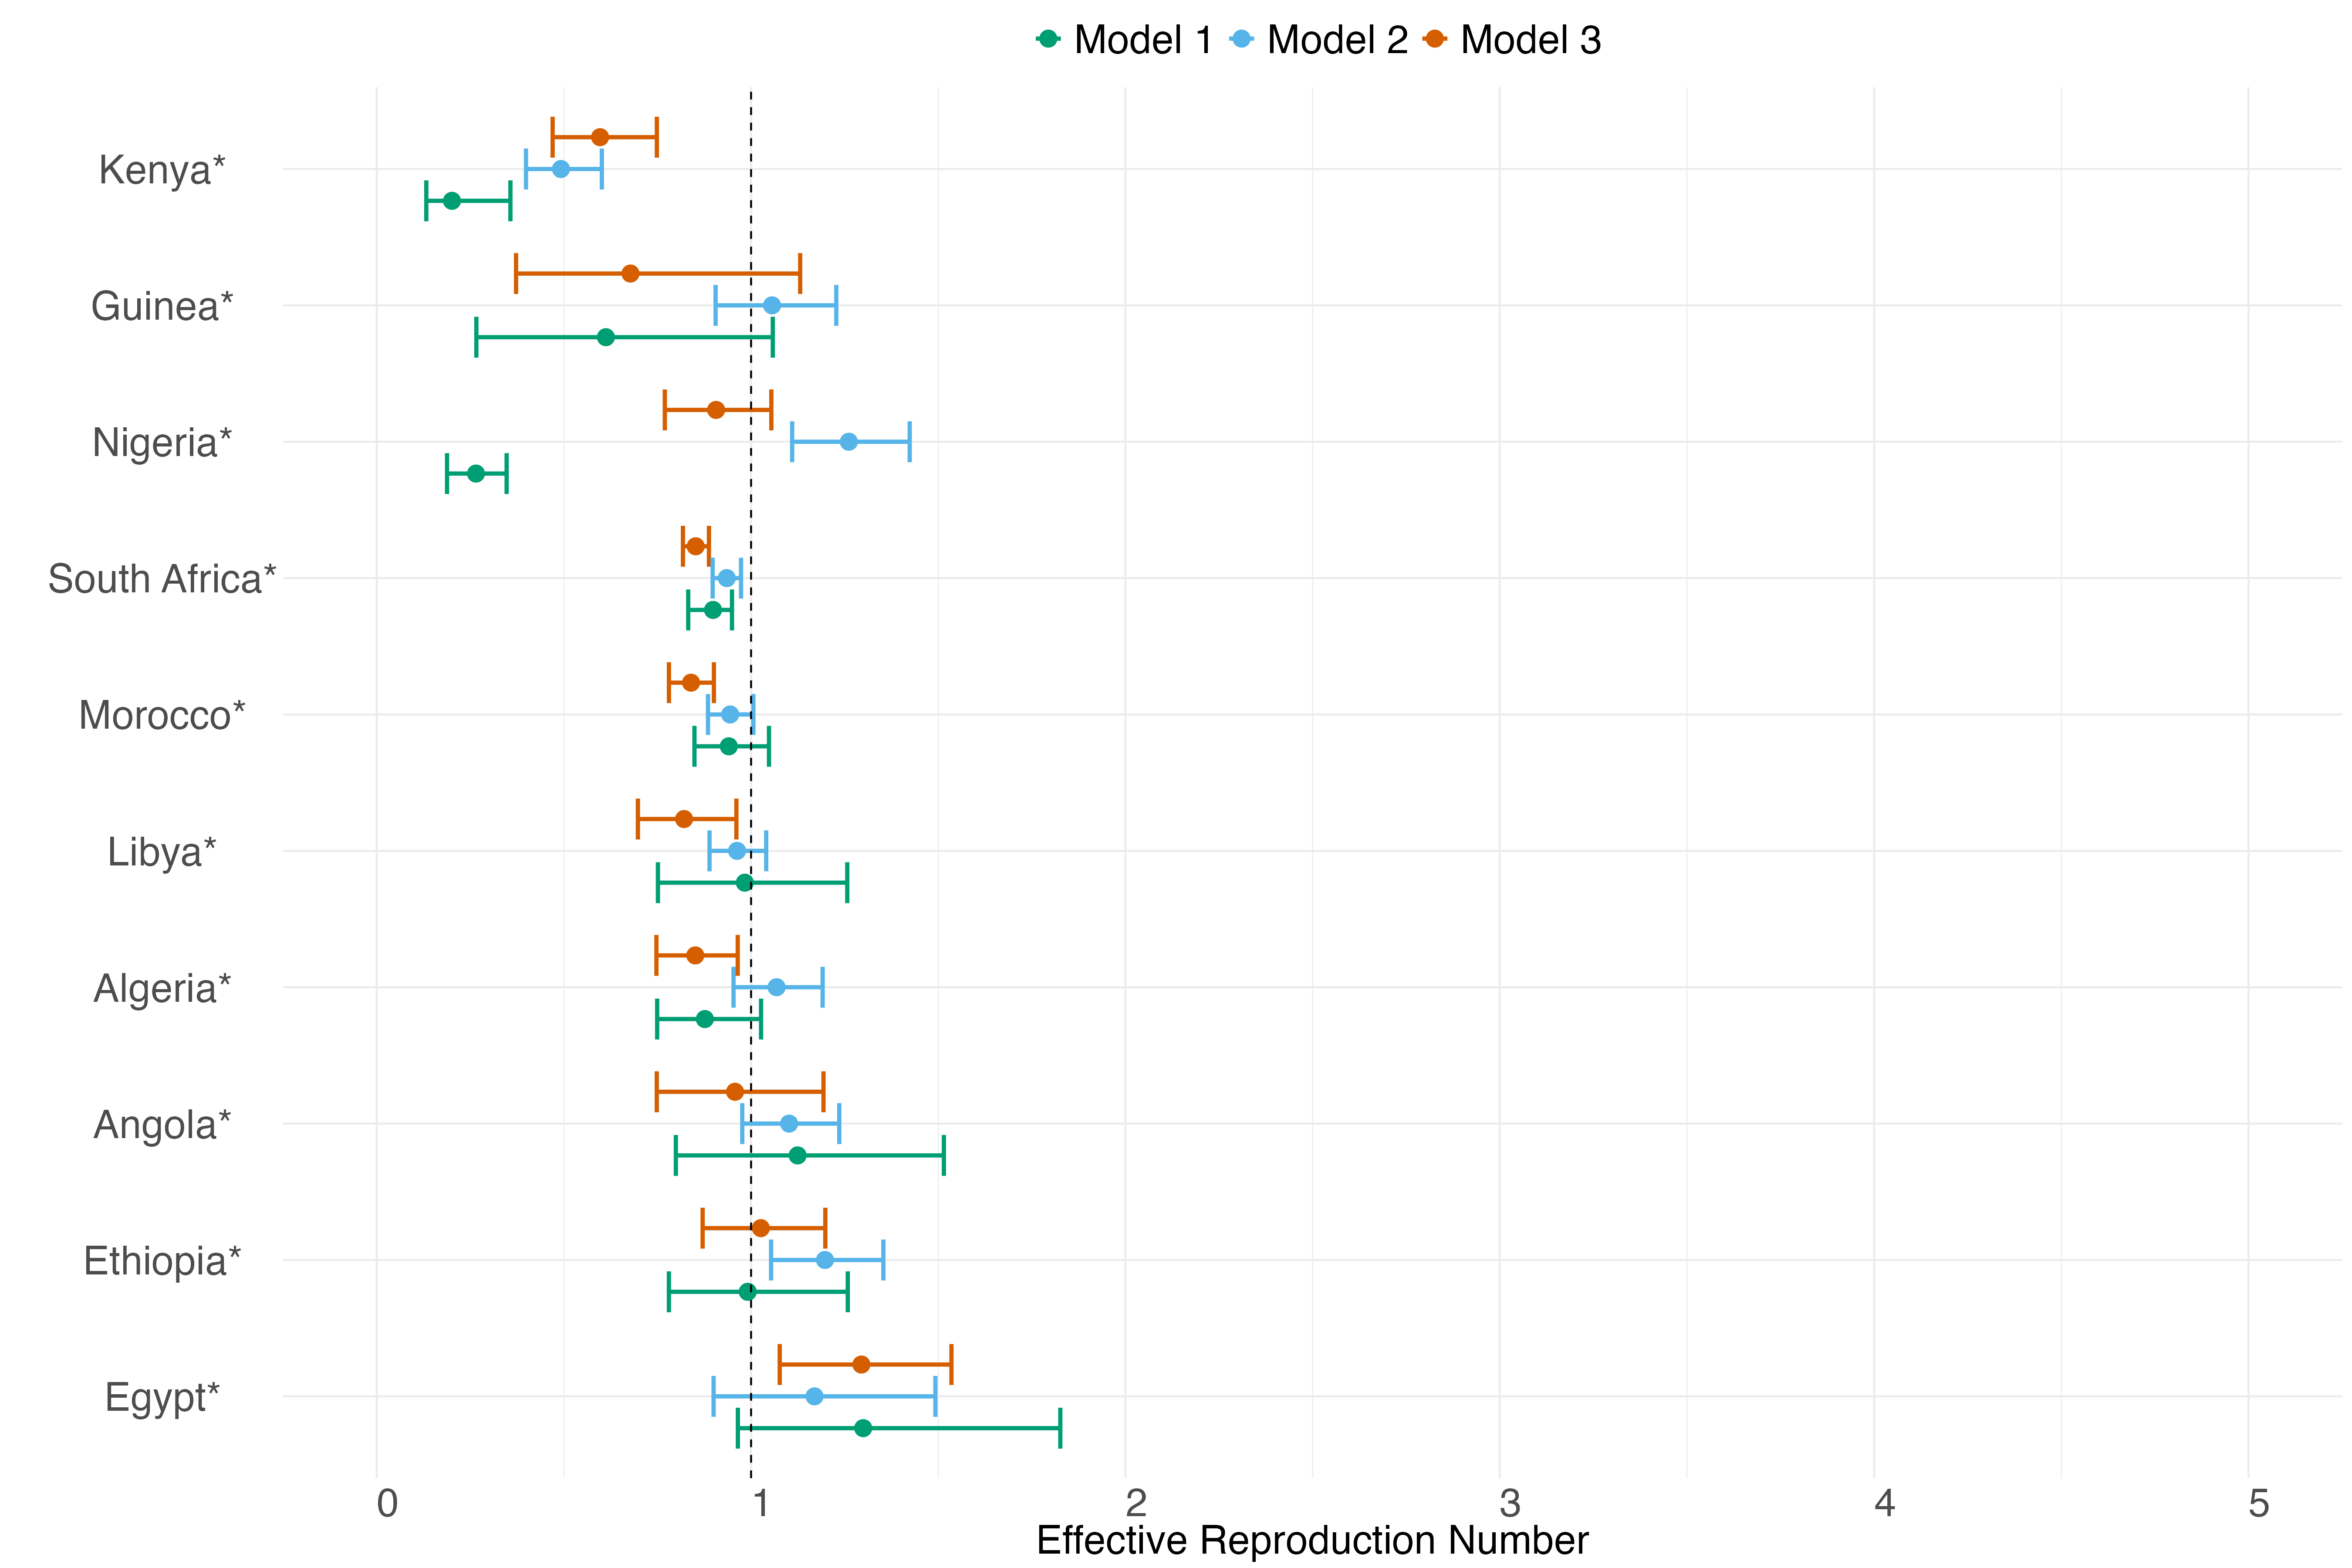 Model 1 Model 2 Model 3
Kenya*
Guinea*
Nigeria*
South Africa*
Morocco*
Libya*
Algeria*
Angola*
Ethiopia*
Egypt*
0 1 2 3 4 5
Effective Reproduction Number